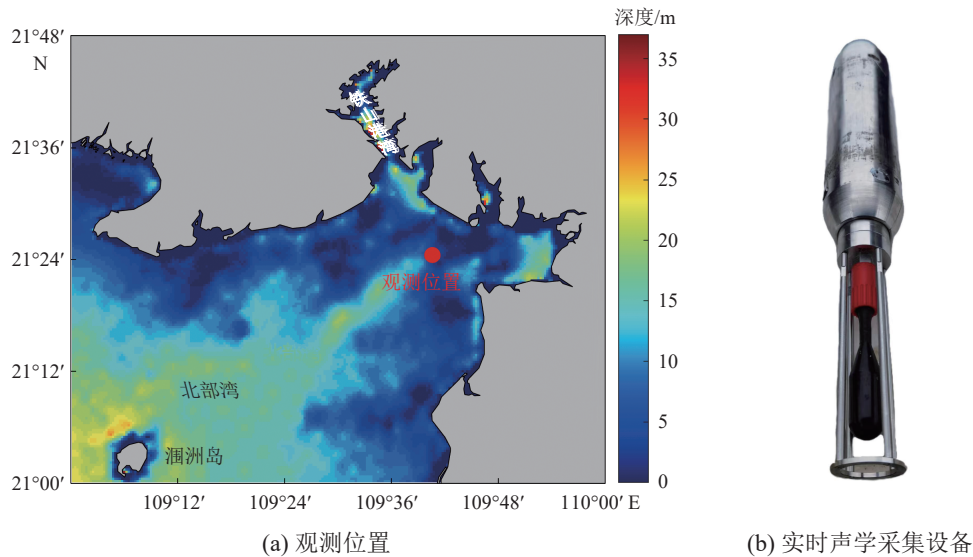 深度/m
21°48′
N
21°36′
21°24′
21°12′
21°00′
109°12′
109°24′
109°36′
109°48′
110°00′ E
35
30
25
20
15
10
5
0
铁山港湾
观测位置
北部湾
涠洲岛
(a) 观测位置
(b) 实时声学采集设备